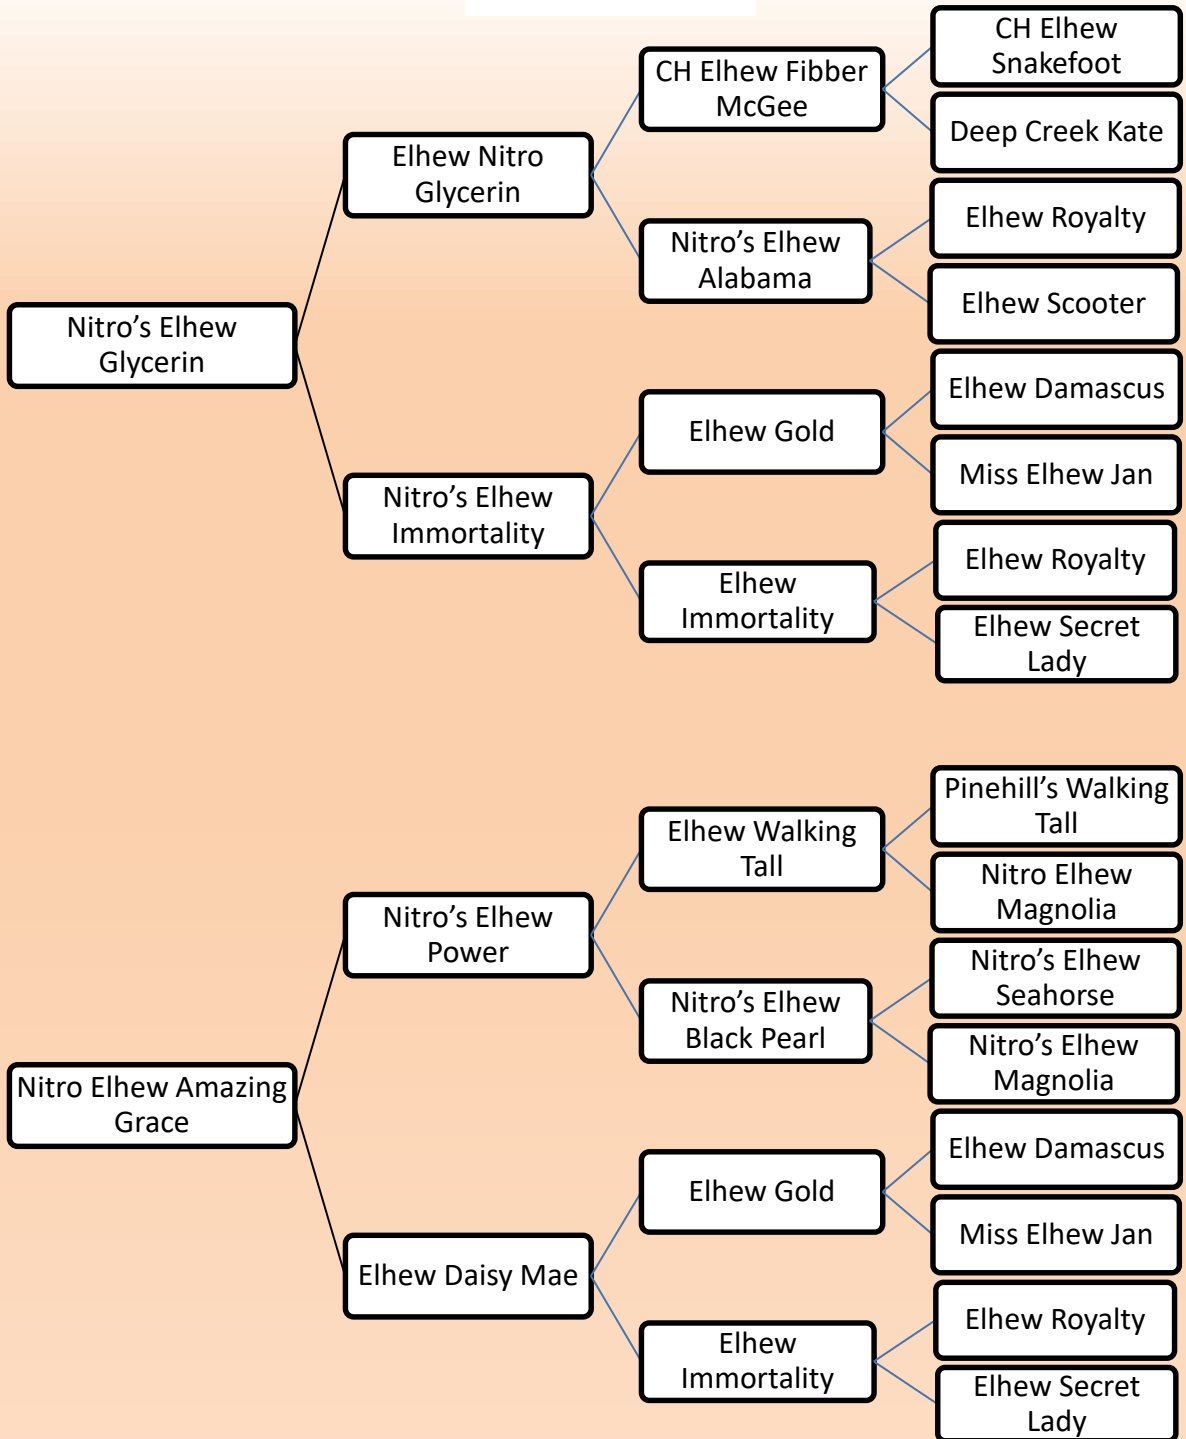 CH Elhew
Snakefoot
CH Elhew Fibber
McGee
Deep Creek Kate
Elhew Nitro
Glycerin
Elhew Royalty
Nitro’s Elhew
Alabama
Elhew Scooter
Nitro’s Elhew
Glycerin
Elhew Damascus
Elhew Gold
Miss Elhew Jan
Nitro’s Elhew
Immortality
Elhew Royalty
Elhew
Immortality
Elhew Secret
Lady
Pinehill’s Walking
Tall
Elhew Walking
Tall
Nitro Elhew
Magnolia
Nitro’s Elhew
Power
Nitro’s Elhew
Seahorse
Nitro’s Elhew
Black Pearl
Nitro’s Elhew
Magnolia
Nitro Elhew Amazing
Grace
Elhew Damascus
Elhew Gold
Miss Elhew Jan
Elhew Daisy Mae
Elhew Royalty
Elhew
Immortality
Elhew Secret
Lady